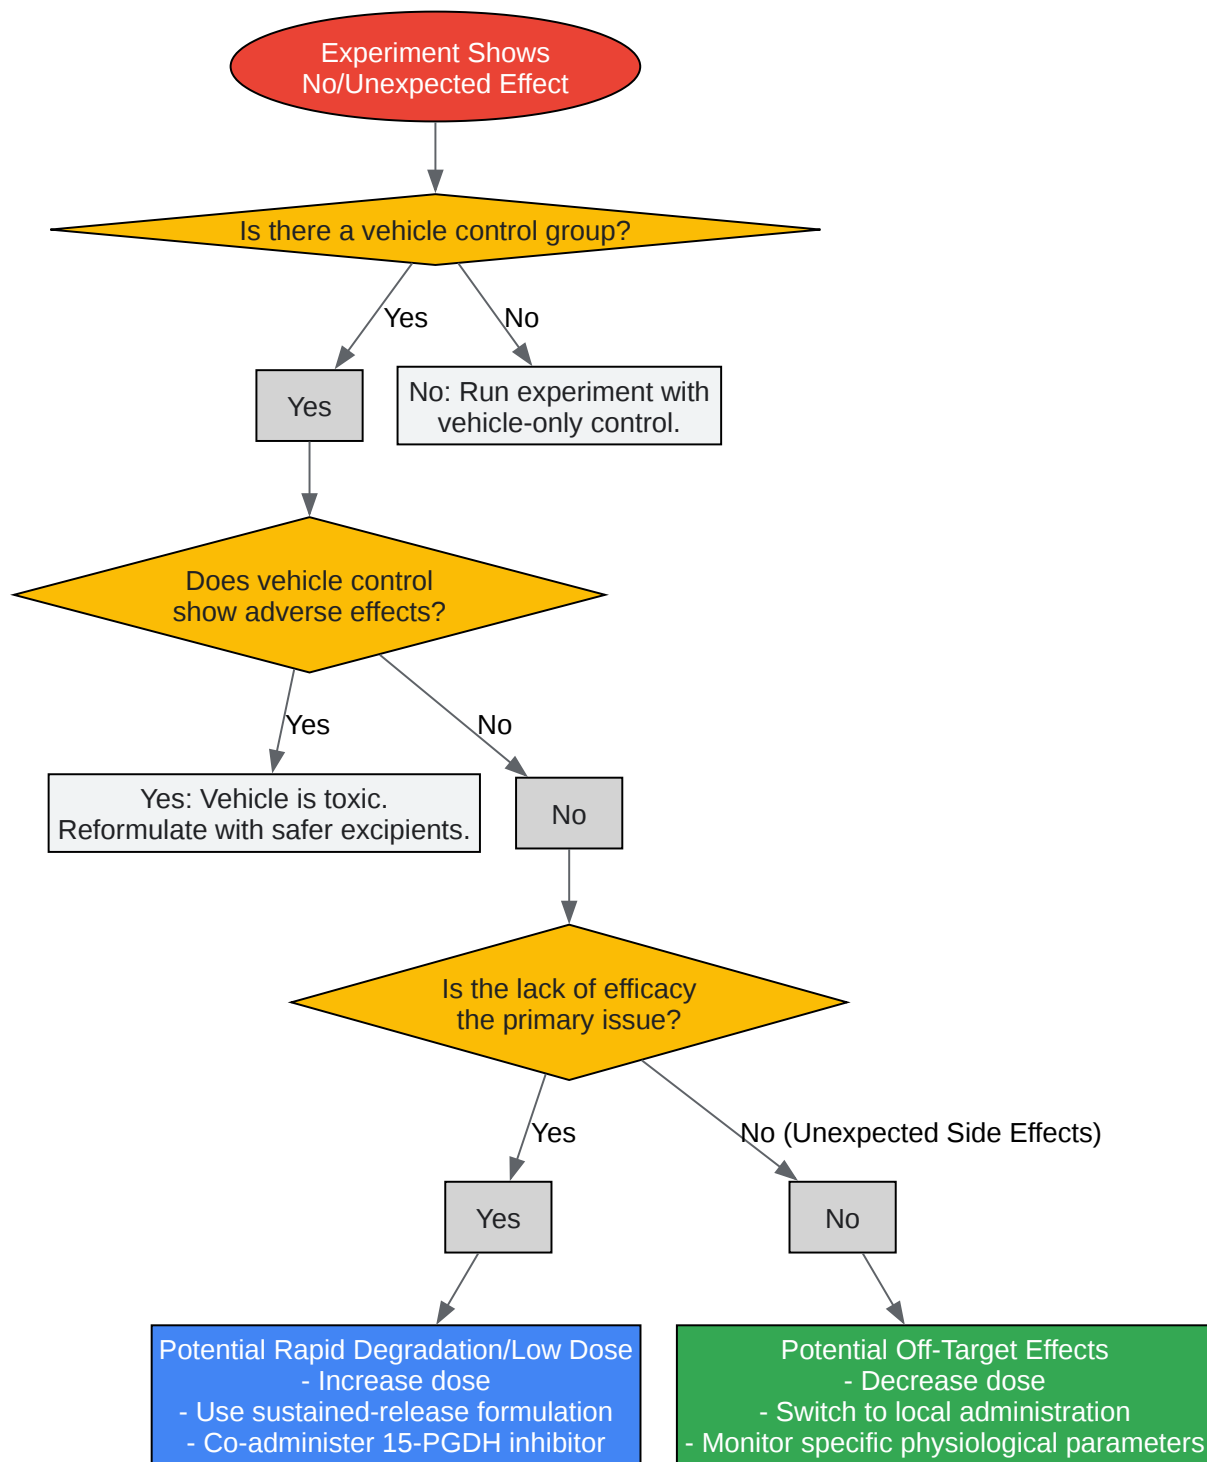 Experiment Shows
No/Unexpected Effect
Is there a vehicle control group?
Yes
No
Yes
No: Run experiment with
vehicle-only control.
Does vehicle control
show adverse effects?
Yes
No
Yes: Vehicle is toxic.
Reformulate with safer excipients.
No
Is the lack of efficacy
the primary issue?
Yes
No (Unexpected Side Effects)
Yes
No
Potential Rapid Degradation/Low Dose
- Increase dose
- Use sustained-release formulation
- Co-administer 15-PGDH inhibitor
Potential Off-Target Effects
- Decrease dose
- Switch to local administration
- Monitor specific physiological parameters